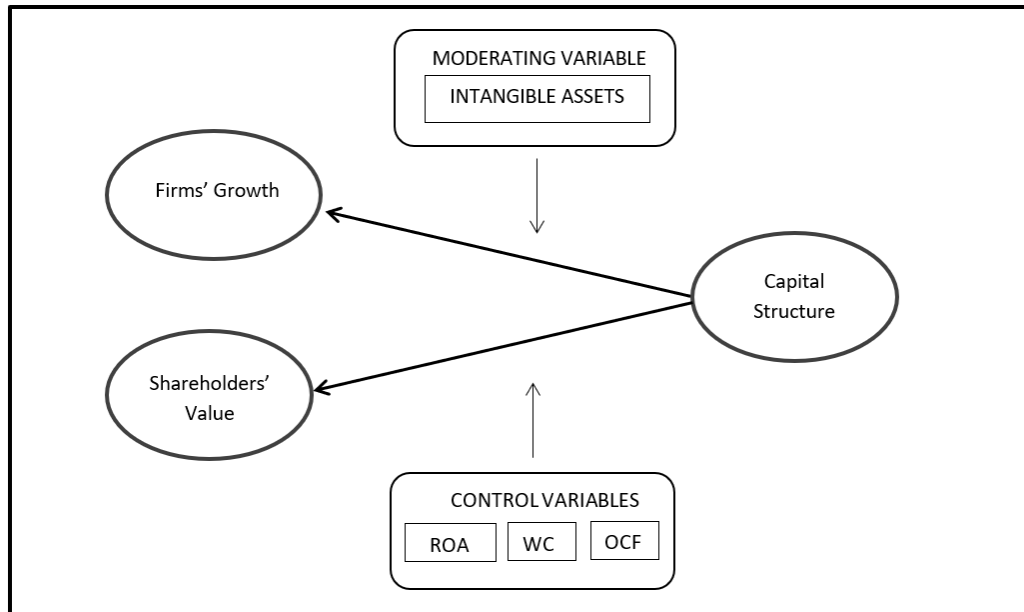 MODERATING VARIABLE
INTANGIBLE ASSETS
Firms’ Growth
Capital
Structure
Shareholders’
Value
CONTROL VARIABLES
ROA
WC
OCF